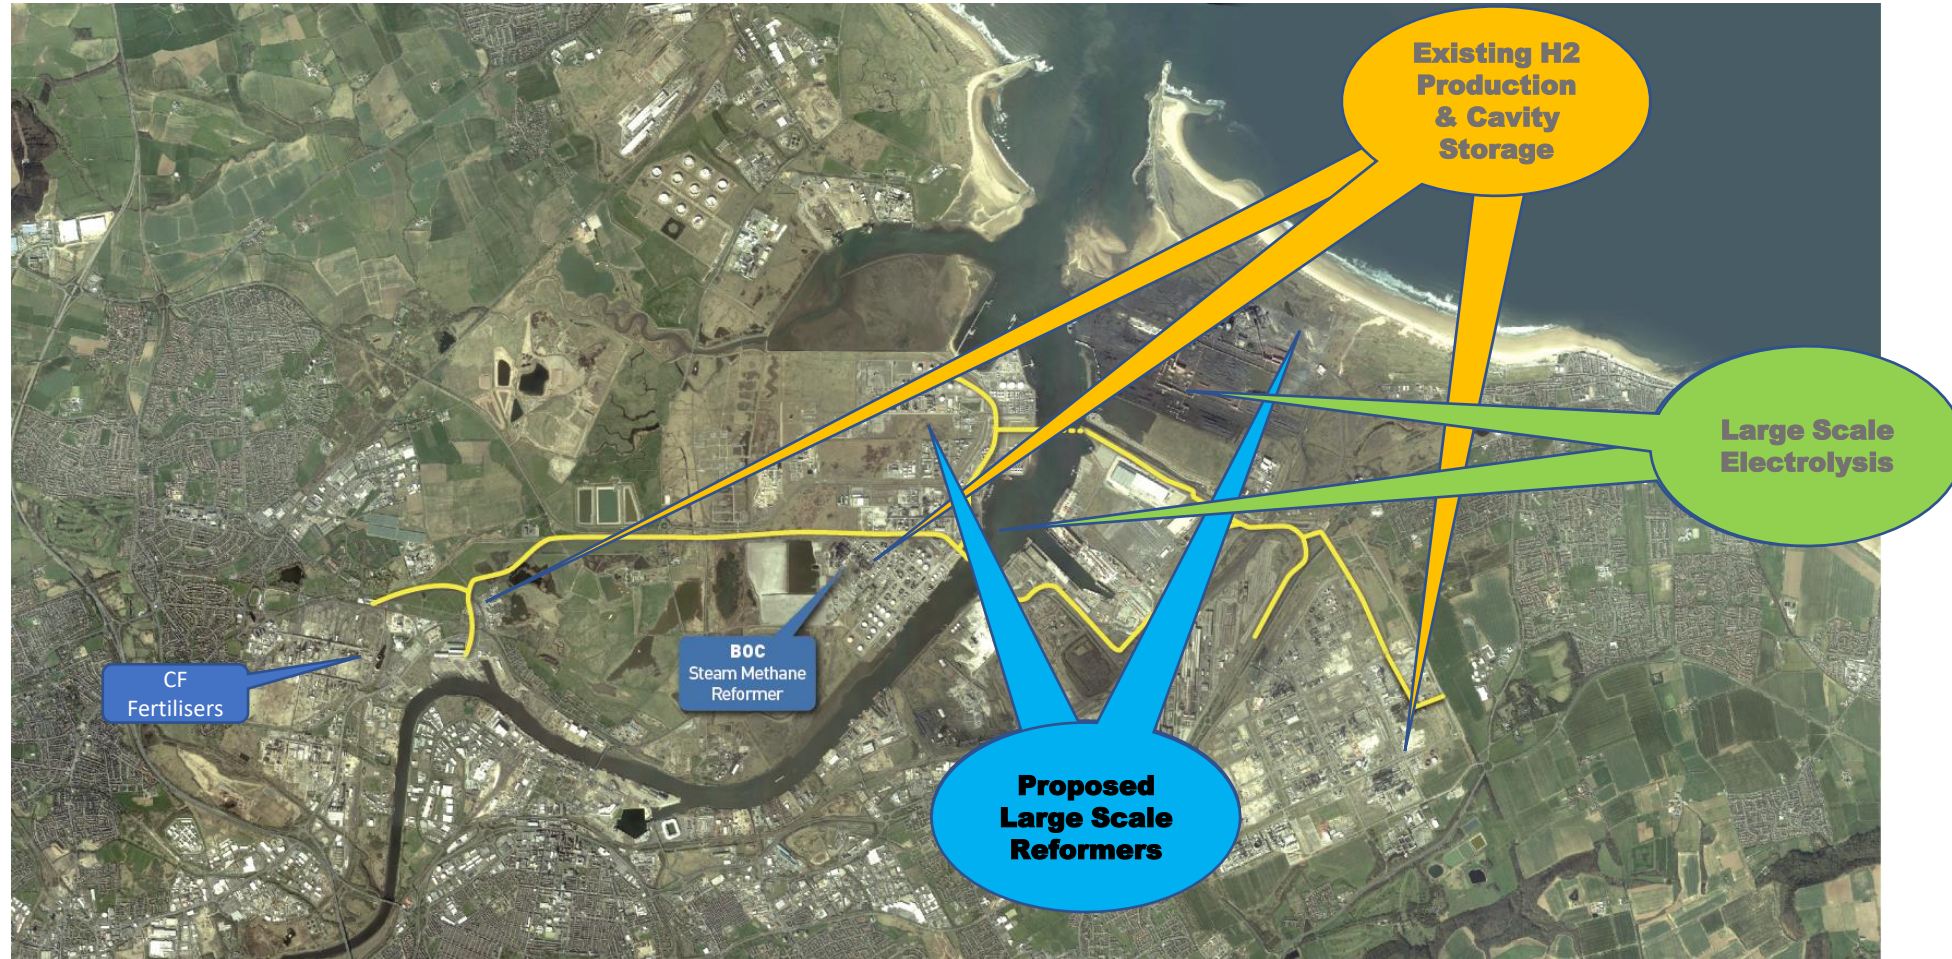 Existing H2
Production
& Cavity
Storage
Large Scale
Electrolysis
BOC
Steam Methane
Reformer
CF
Fertilisers
Proposed
Large Scale
Reformers